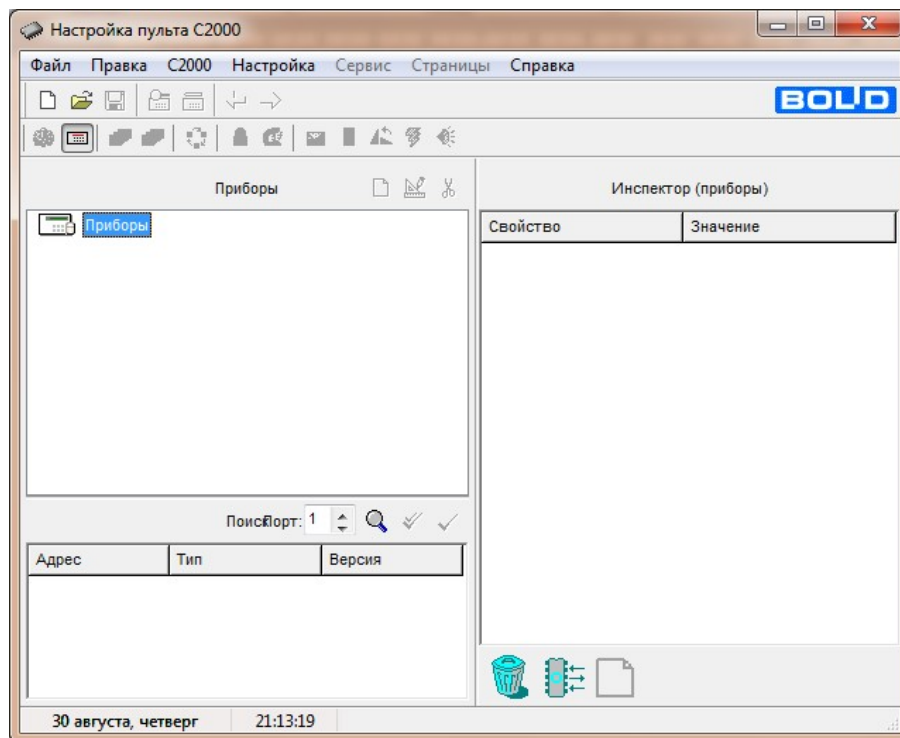 Настройка пульта С2000
Файл Правка С2000 Настройка Сервис Страницы Справка
BOLID
Приборы
Инспектор (приборы)
Приборы
Свойство Значение
Поиск Порт: 1
Адрес Тип Версия
30 августа, четверг 21:13:19